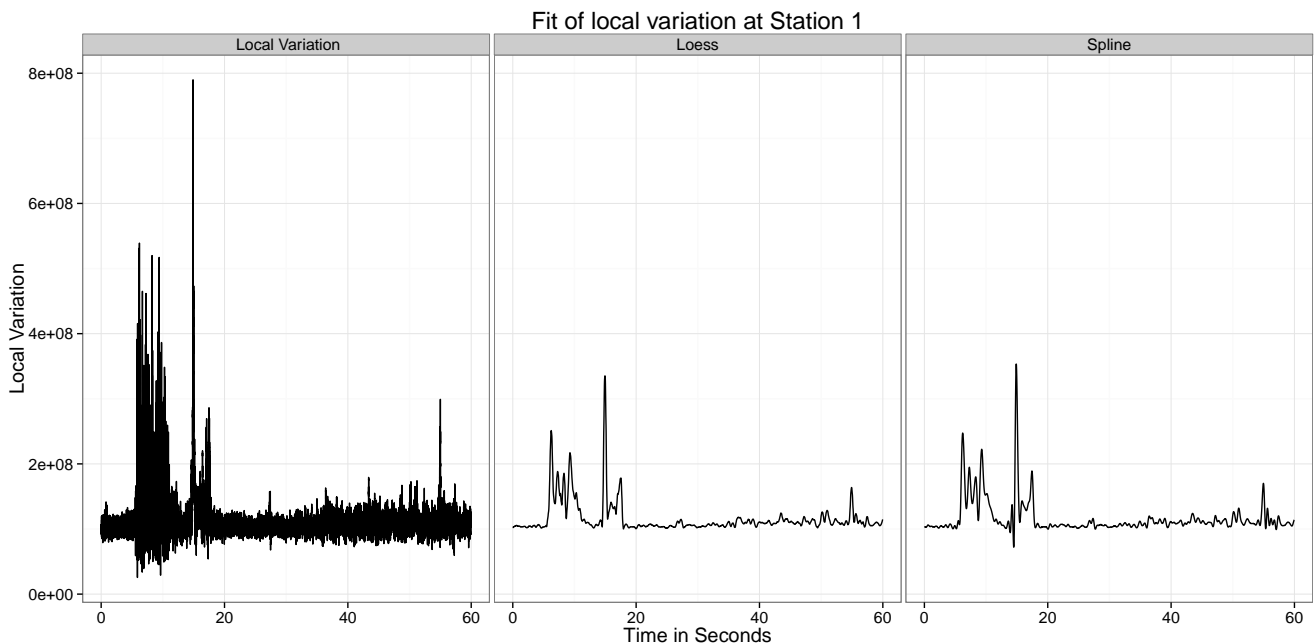 Fit of local variation at Station 1
Local Variation
Loess
Spline
Local Variation
8e+08
6e+08
4e+08
2e+08
0e+00
0 20 40 60
0 20 40 60
0 20 40 60
Time in Seconds